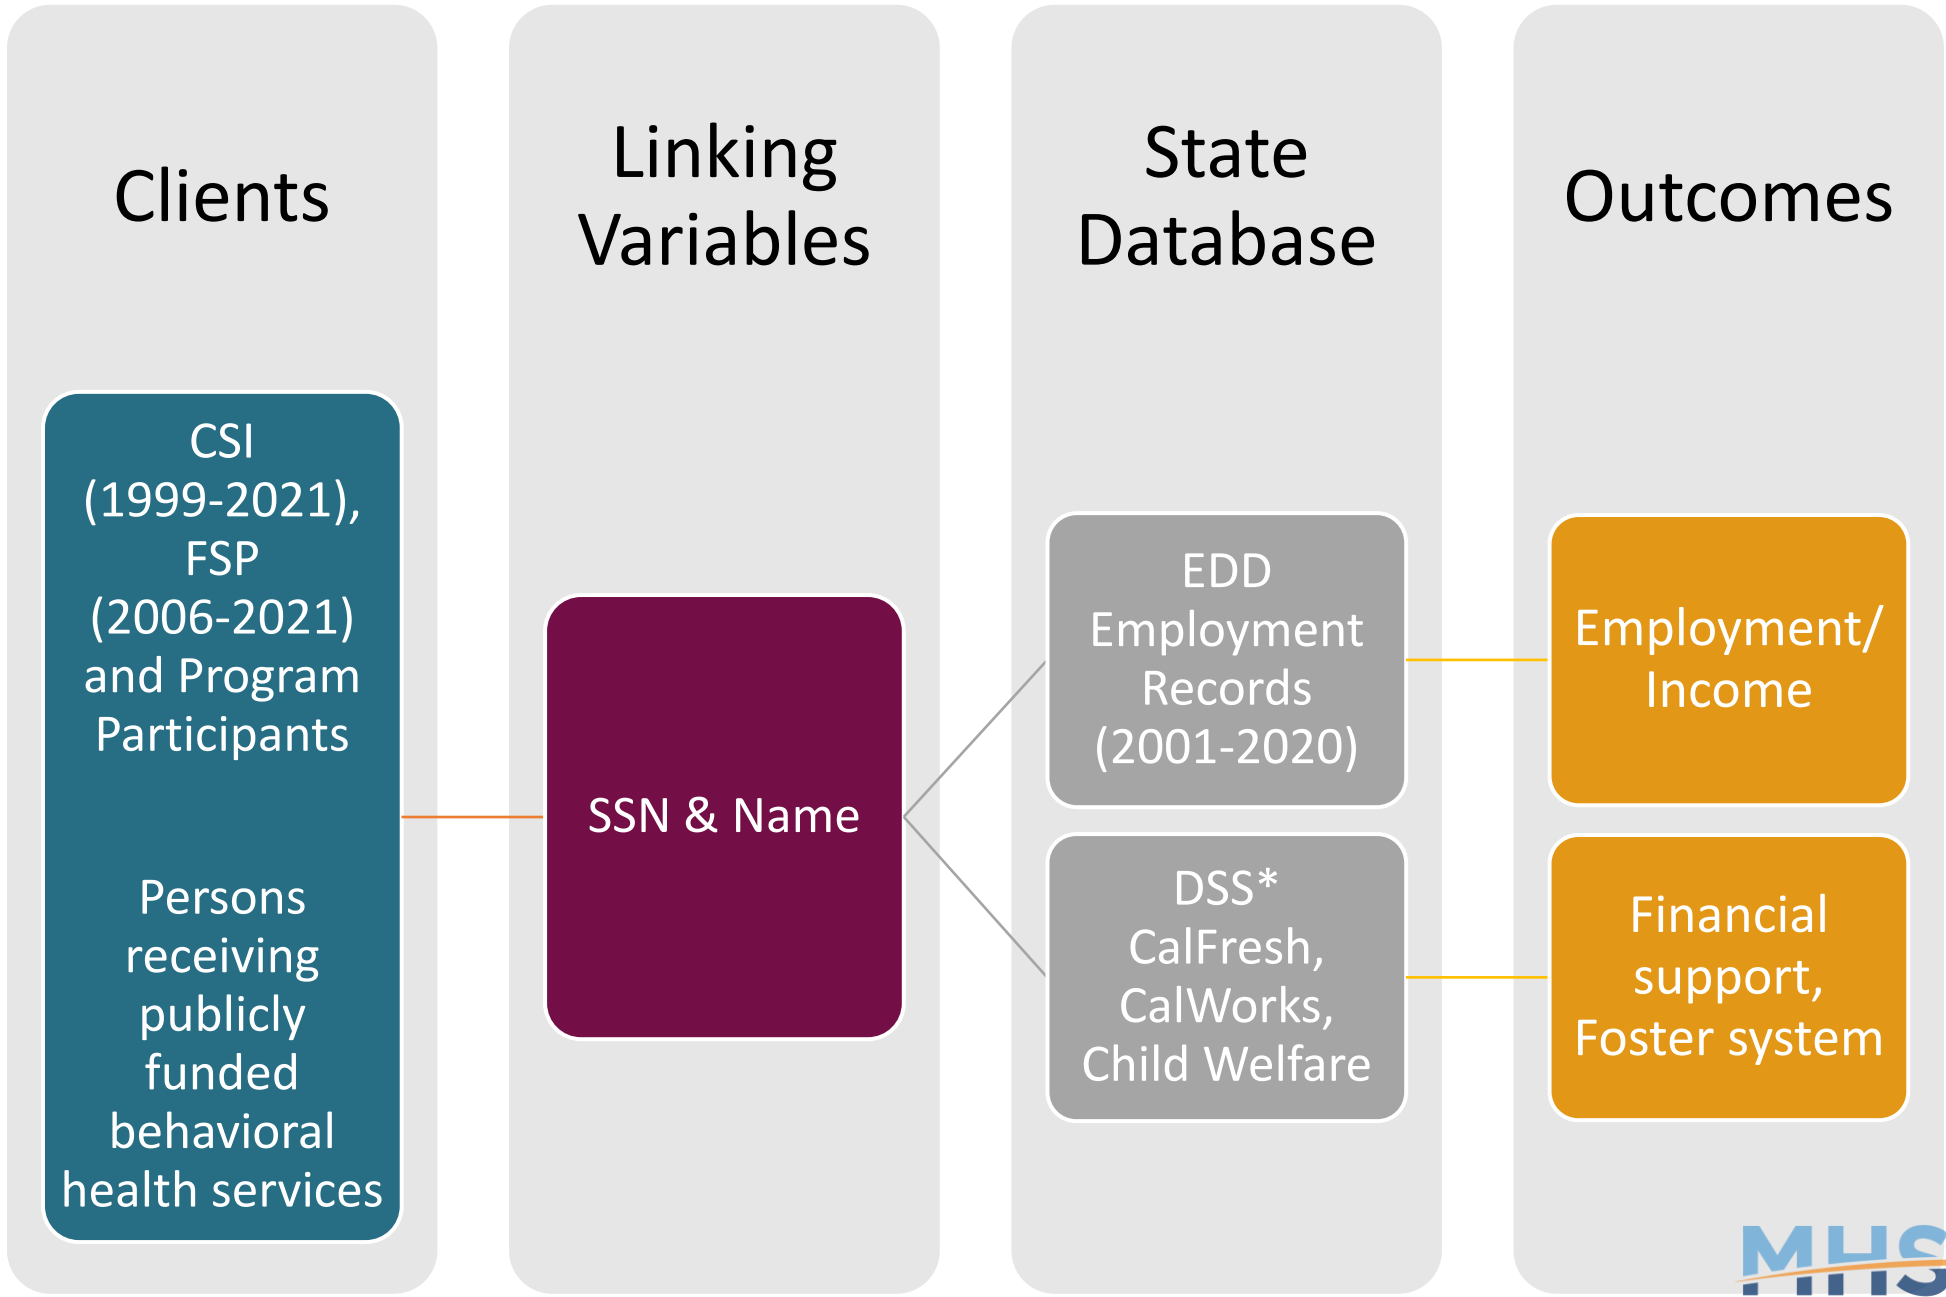 Clients
CSI
(1999-2021),
FSP
(2006-2021)
and Program
Participants
Persons
receiving
publicly
funded
behavioral
health services
Linking
Variables
SSN & Name
State
Database
EDD
Employment
Records
(2001-2020)
DSS*
CalFresh,
CalWorks,
Child Welfare
Outcomes
Employment/
Income
Financial
support,
Foster system
MHS